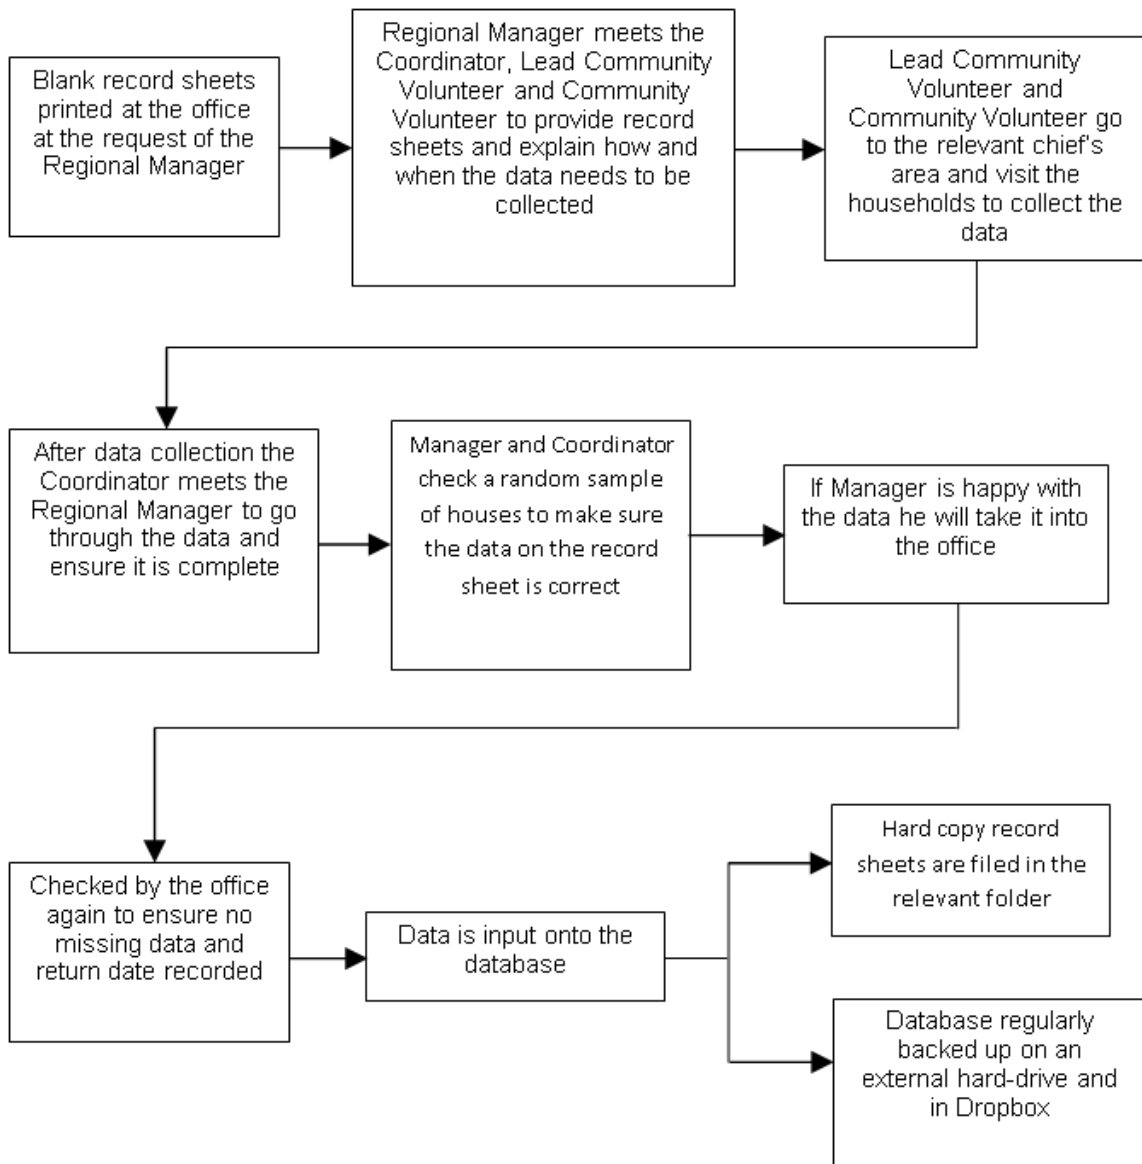 Blank record sheets
printed at the office
at the request of the
Regional Manager
Regional Manager meets the
Coordinator, Lead Community
Volunteer and Community
Volunteer to provide record
sheets and explain how and
when the data needs to be
collected
Lead Community
Volunteer and
Community Volunteer go
to the relevant chief's
area and visit the
households to collect the
data
After data collection the
Coordinator meets the
Regional Manager to go
through the data and
ensure it is complete
Manager and Coordinator
check a random sample
of houses to make sure
the data on the record
sheet is correct
If Manager is happy with
the data he will take it into
the office
Checked by the office
again to ensure no
missing data and
return date recorded
Data is input onto the
database
Hard copy record
sheets are filed in the
relevant folder
Database regularly
backed up on an
external hard-drive and
in Dropbox